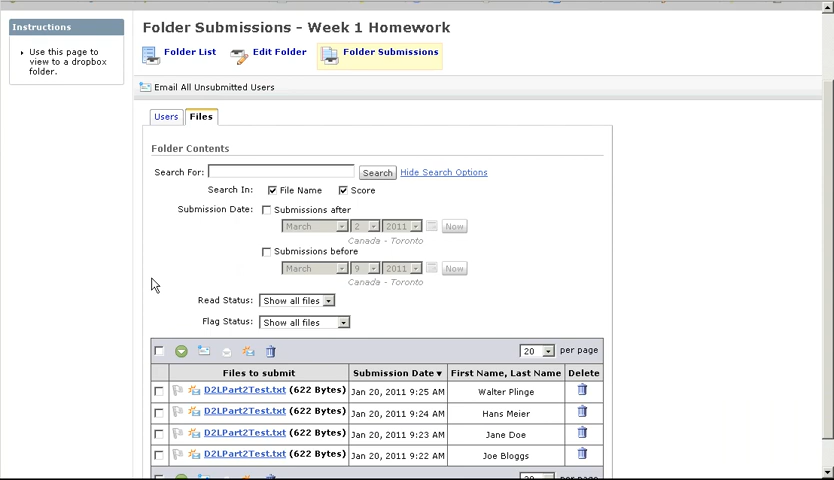 Instructions
Use this page to
view to a dropbox
folder.
Folder Submissions - Week 1 Homework
Folder List Edit Folder Folder Submissions
Email All Unsubmitted Users
Users Files
Folder Contents
Search For: Search Hide Search Options
Search In: File Name Score
Submission Date: Submissions after
March 2 2011 Now
Canada - Toronto
Submissions before
March 9 2011 Now
Canada - Toronto
Read Status: Show all files
Flag Status: Show all files
20 per page
Files to submit Submission Date First Name, Last Name Delete
D2LPart2Test.txt (622 Bytes) Jan 20, 2011 9:25 AM Walter Plinge
D2LPart2Test.txt (622 Bytes) Jan 20, 2011 9:24 AM Hans Meier
D2LPart2Test.txt (622 Bytes) Jan 20, 2011 9:23 AM Jane Doe
D2LPart2Test.txt (622 Bytes) Jan 20, 2011 9:22 AM Joe Bloggs